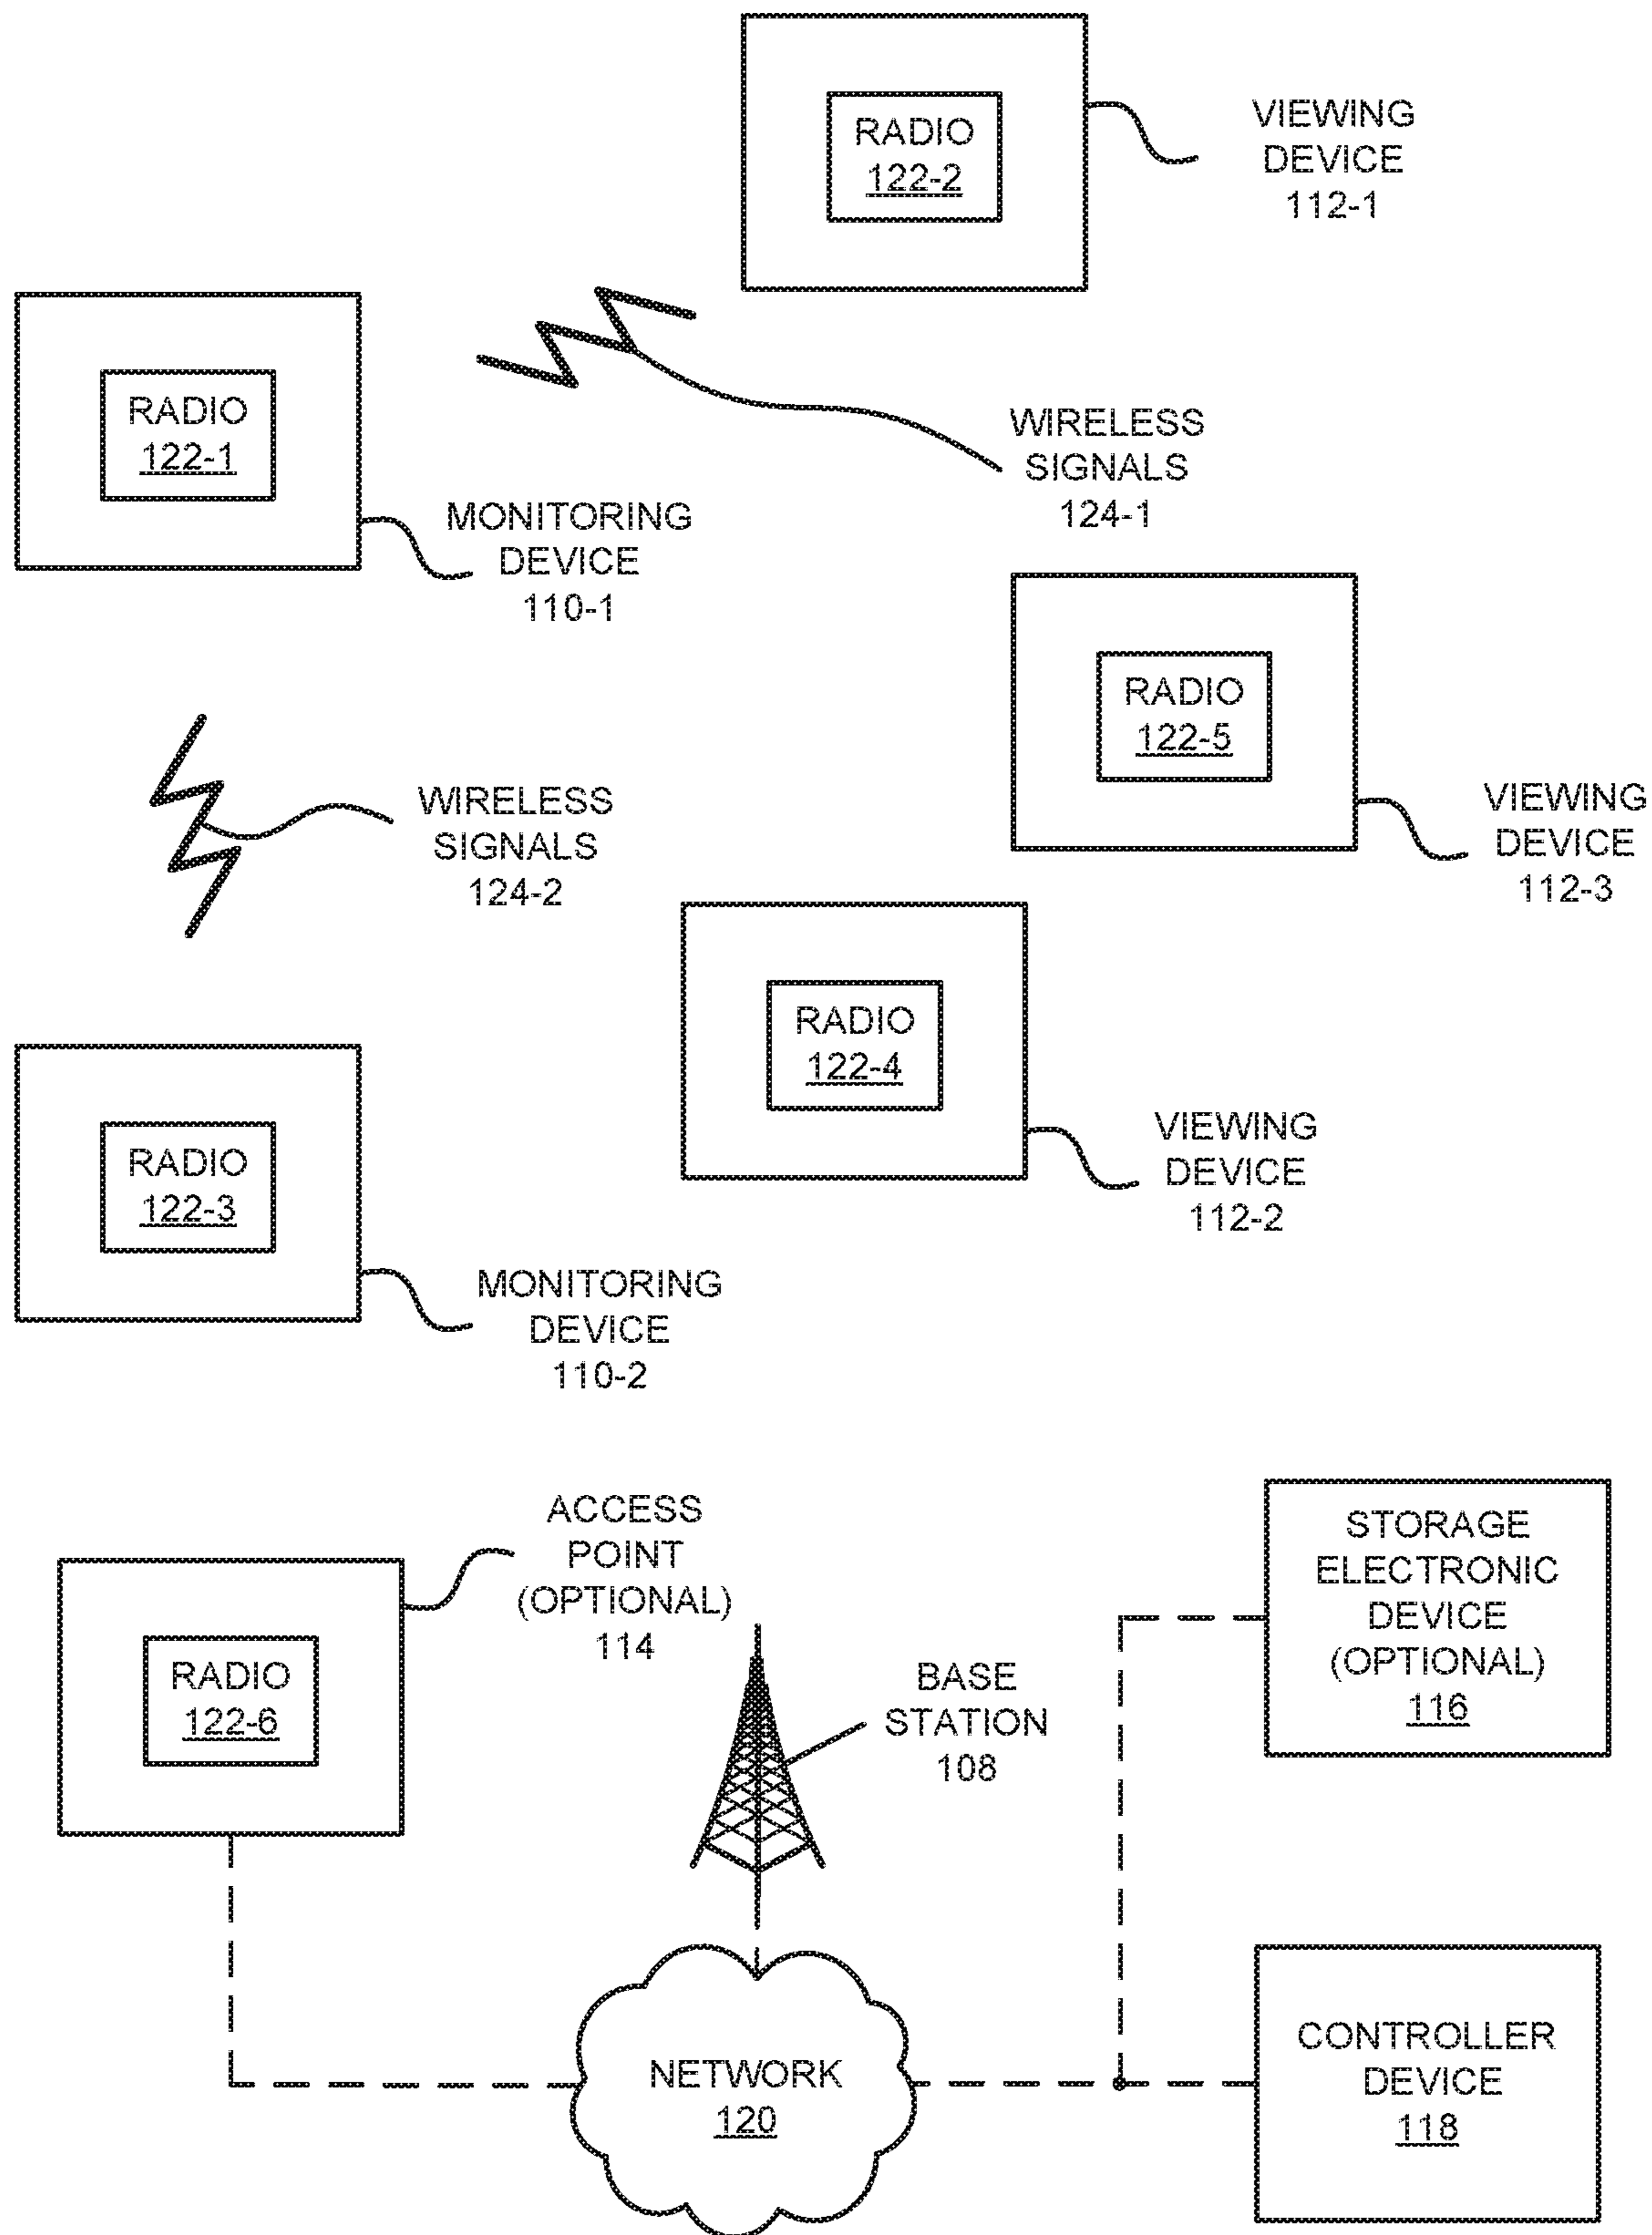 RADIO
122-2
VIEWING
DEVICE
112-1
RADIO
122-1
MONITORING
DEVICE
110-1
WIRELESS
SIGNALS
124-1
RADIO
122-5
VIEWING
DEVICE
112-3
WIRELESS
SIGNALS
124-2
RADIO
122-4
VIEWING
DEVICE
112-2
RADIO
122-3
MONITORING
DEVICE
110-2
ACCESS
POINT
(OPTIONAL)
114
RADIO
122-6
BASE
STATION
108
STORAGE
ELECTRONIC
DEVICE
(OPTIONAL)
116
NETWORK
120
CONTROLLER
DEVICE
118